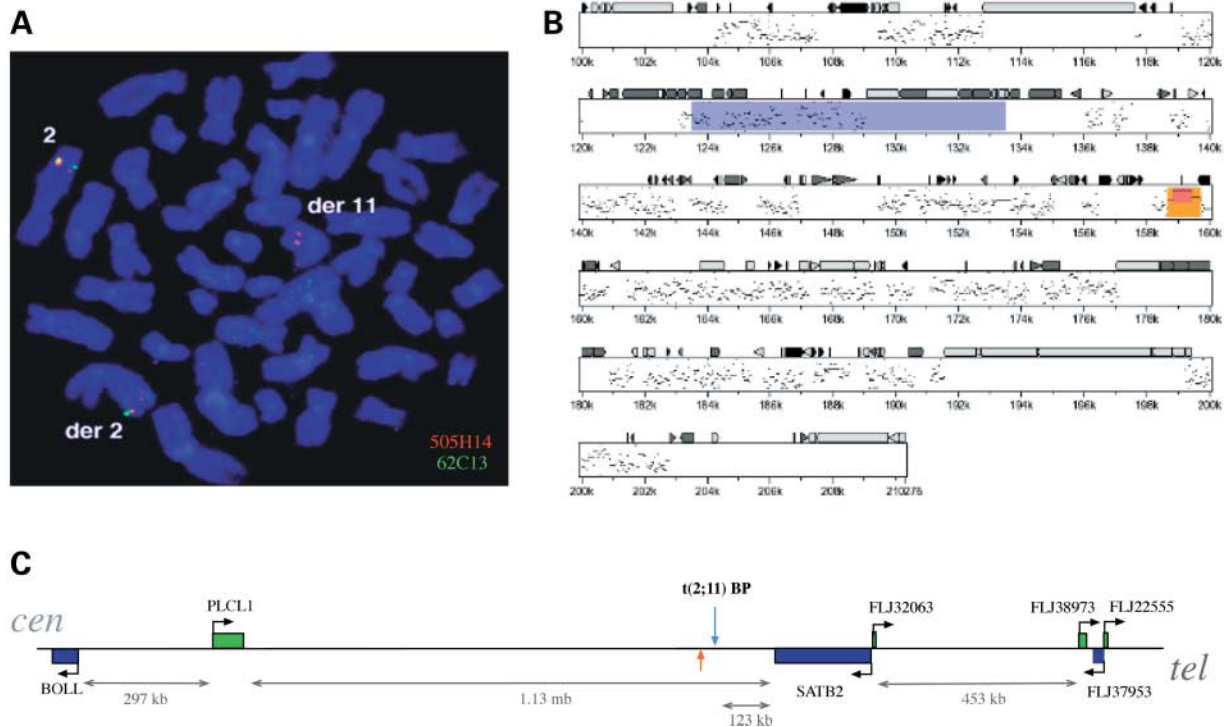 A
2
der 11
der 2
505H14
62C13
B
100k 102k 104k 106k 108k 110k 112k 114k 116k 118k 120k
120k 122k 124k 126k 128k 130k 132k 134k 136k 138k 140k
140k 142k 144k 146k 148k 150k 152k 154k 156k 158k 160k
160k 162k 164k 166k 168k 170k 172k 174k 176k 178k 180k
180k 182k 184k 186k 188k 190k 192k 194k 196k 198k 200k
200k 202k 204k 206k 208k 210276
C
t(2;11) BP
PLCL1
FLJ32063
FLJ38973
FLJ22555
cen
tel
BOLL
297 kb
1.13 mb
123 kb
SATB2
453 kb
FLJ37953